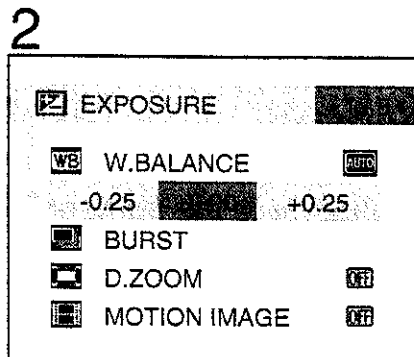 2
EXPOSURE
WB W.BALANCE AUTO
-0.25 +0.25
BURST
D.ZOOM OFF
MOTION IMAGE OFF